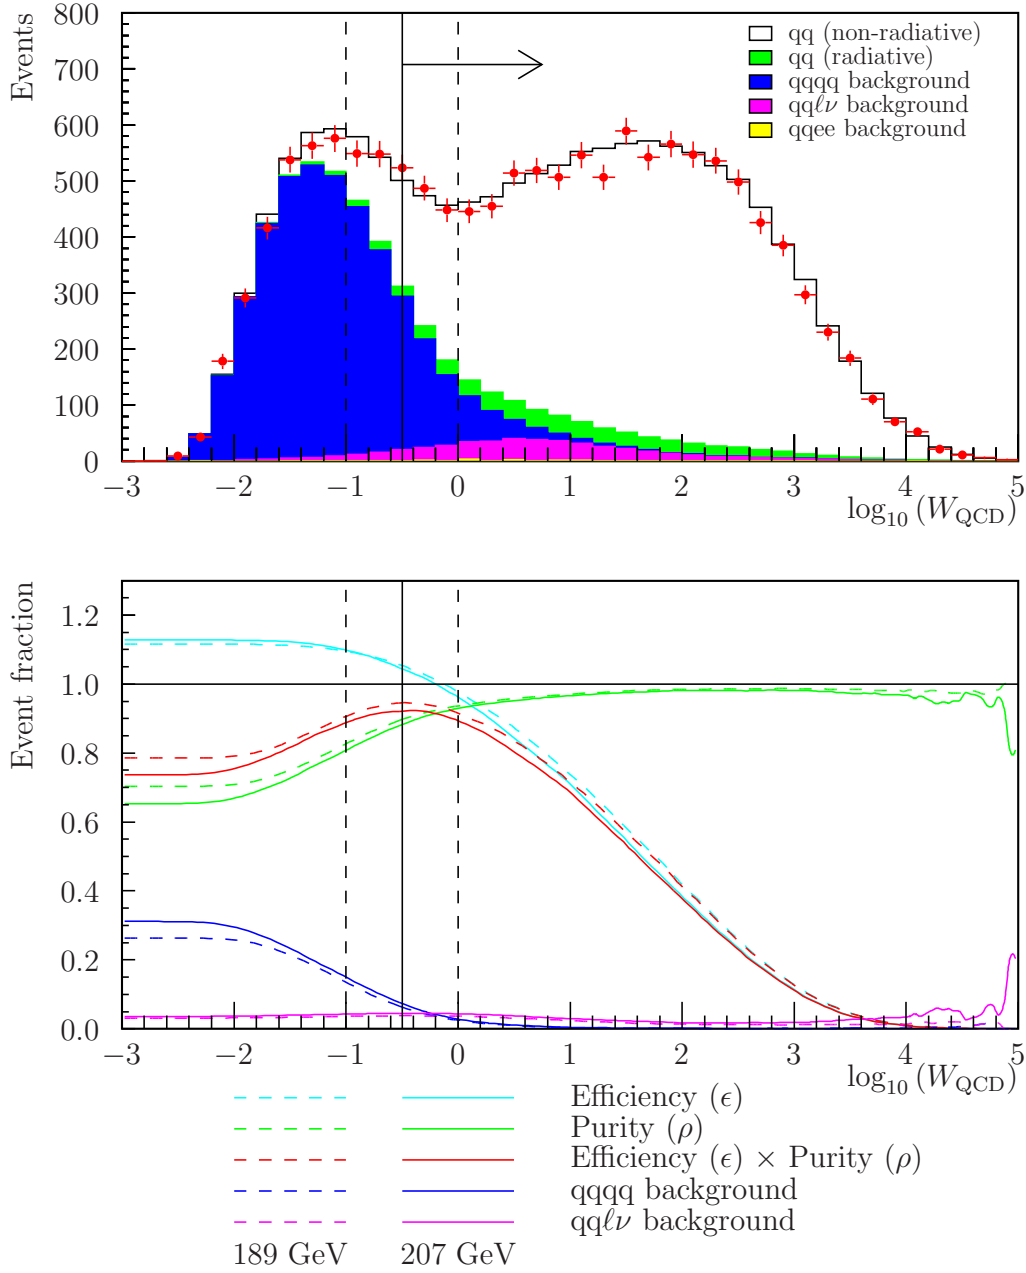 800
700
600
500
400
300
200
100
0
Events
qq (non-radiative)
qq (radiative)
qqqq background
qqℓν background
qqee background
−3 −2 −1 0 1 2 3 4 5
log₁₀ (W_QCD)
1.2
1.0
0.8
0.6
0.4
0.2
0.0
Event fraction
−3 −2 −1 0 1 2 3 4 5
log₁₀ (W_QCD)
Efficiency (ϵ)
Purity (ρ)
Efficiency (ϵ) × Purity (ρ)
qqqq background
qqℓν background
189 GeV 207 GeV